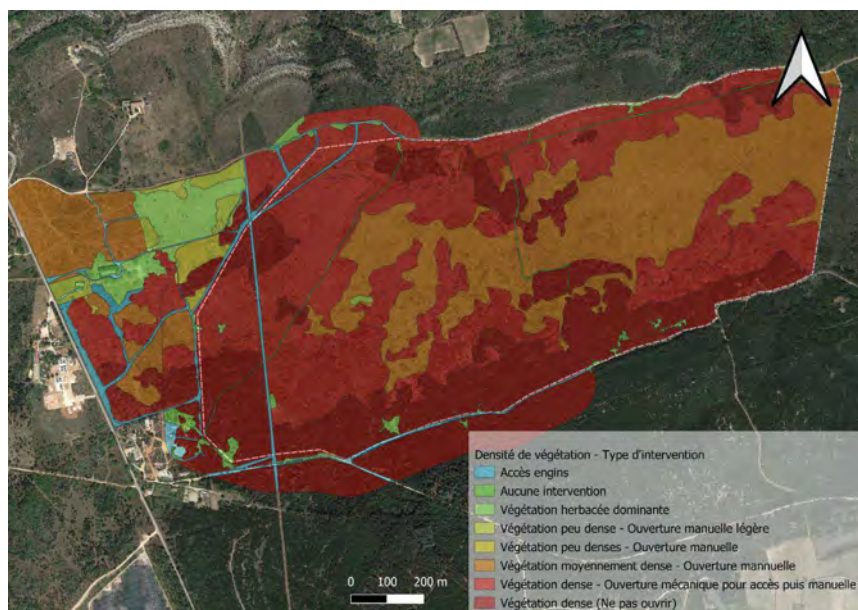 Densité de végétation - Type d'intervention
Accès engins
Aucune intervention
Végétation herbacée dominante
Végétation peu dense - Ouverture manuelle légère
Végétation peu denses - Ouverture manuelle
Végétation moyennement dense - Ouverture mannuelle
Végétation dense - Ouverture mécanique pour accès puis manuelle
Végétation dense (Ne pas ouvrir)
0 100 200 m